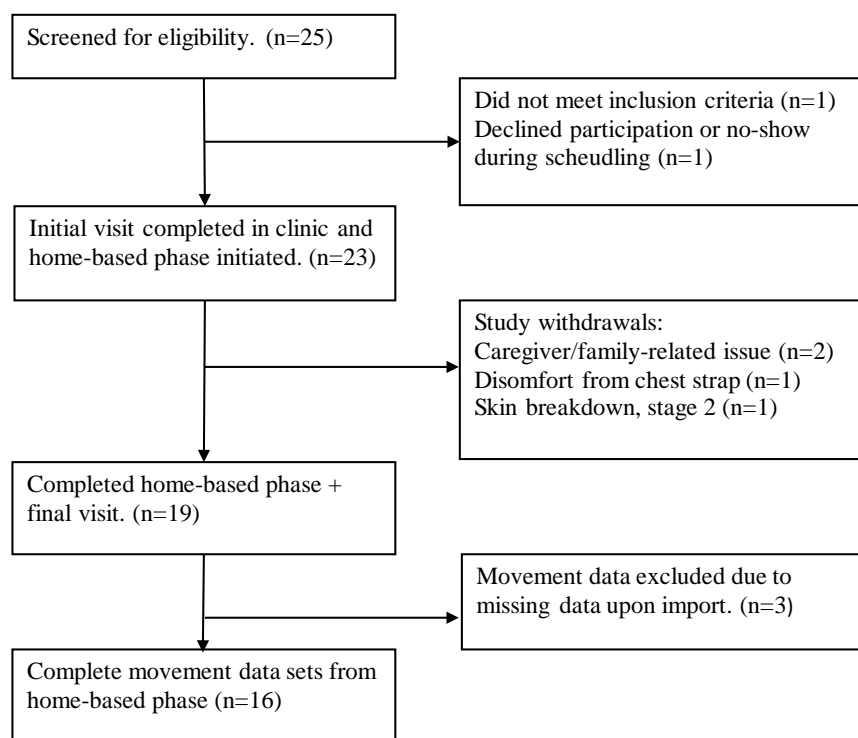 Screened for eligibility.  (n=25)
Did not meet inclusion criteria (n=1)
Declined participation or no-show
during scheudling (n=1)
Initial visit completed in clinic and
home-based phase initiated. (n=23)
Study withdrawals:
Caregiver/family-related issue (n=2)
Disomfort from chest strap (n=1)
Skin breakdown, stage 2 (n=1)
Completed home-based phase +
final visit. (n=19)
Movement data excluded due to
missing data upon import. (n=3)
Complete movement data sets from
home-based phase (n=16)